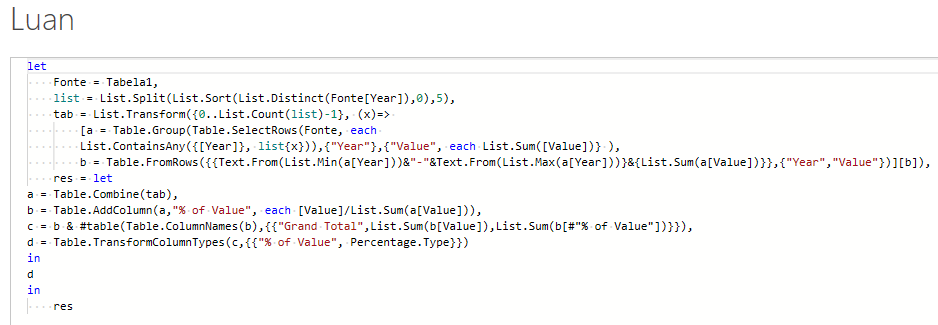 Luan
let
    Fonte = Tabela1,
    list = List.Split(List.Sort(List.Distinct(Fonte[Year]),0),5),
    tab = List.Transform({0..List.Count(list)-1}, (x)=>
        [a = Table.Group(Table.SelectRows(Fonte, each
        List.ContainsAny({[Year]}, list{x})),{"Year"},{"Value", each List.Sum([Value])} ),
        b = Table.FromRows({{Text.From(List.Min(a[Year]))&"-"&Text.From(List.Max(a[Year]))}&{List.Sum(a[Value])}},{"Year","Value"})][b]),
    res = let
a = Table.Combine(tab),
b = Table.AddColumn(a,"% of Value", each [Value]/List.Sum(a[Value])),
c = b & #table(Table.ColumnNames(b),{{"Grand Total",List.Sum(b[Value]),List.Sum(b[#"% of Value"])}}),
d = Table.TransformColumnTypes(c,{{"% of Value", Percentage.Type}})
in
d
in
    res